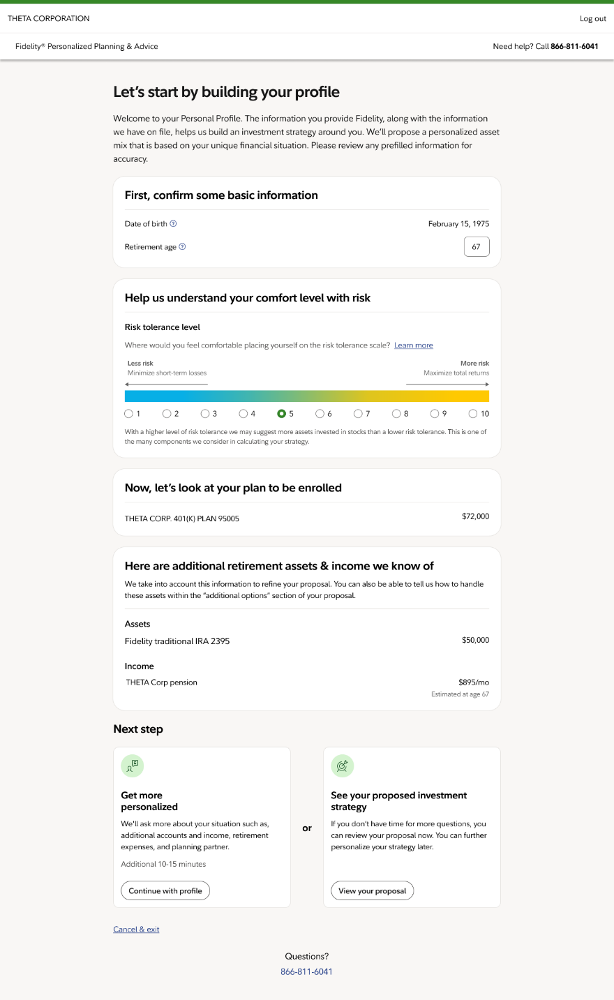 THETA CORPORATION
Log out
Fidelity® Personalized Planning & Advice
Need help? Call 866-811-6041
Let’s start by building your profile
Welcome to your Personal Profile. The information you provide Fidelity, along with the information
we have on file, helps us build an investment strategy around you. We’ll propose a personalized asset
mix that is based on your unique financial situation. Please review any prefilled information for
accuracy.
First, confirm some basic information
Date of birth ?
February 15, 1975
Retirement age ?
67
Help us understand your comfort level with risk
Risk tolerance level
Where would you feel comfortable placing yourself on the risk tolerance scale? Learn more
Less risk
Minimize short-term losses
More risk
Maximize total returns
1 2 3 4 5 6 7 8 9 10
With a higher level of risk tolerance we may suggest more assets invested in stocks than a lower risk tolerance. This is one of
the many components we consider in calculating your strategy.
Now, let’s look at your plan to be enrolled
THETA CORP. 401(K) PLAN 95005
$72,000
Here are additional retirement assets & income we know of
We take into account this information to refine your proposal. You can also be able to tell us how to handle
these assets within the “additional options” section of your proposal.
Assets
Fidelity traditional IRA 2395
$50,000
Income
THETA Corp pension
$895/mo
Estimated at age 67
Next step
Get more
personalized
We'll ask more about your situation such as,
additional accounts and income, retirement
expenses, and planning partner.
Additional 10-15 minutes
Continue with profile
or
See your proposed investment
strategy
If you don’t have time for more questions, you
can review your proposal now. You can further
personalize your strategy later.
View your proposal
Cancel & exit
Questions?
866-811-6041